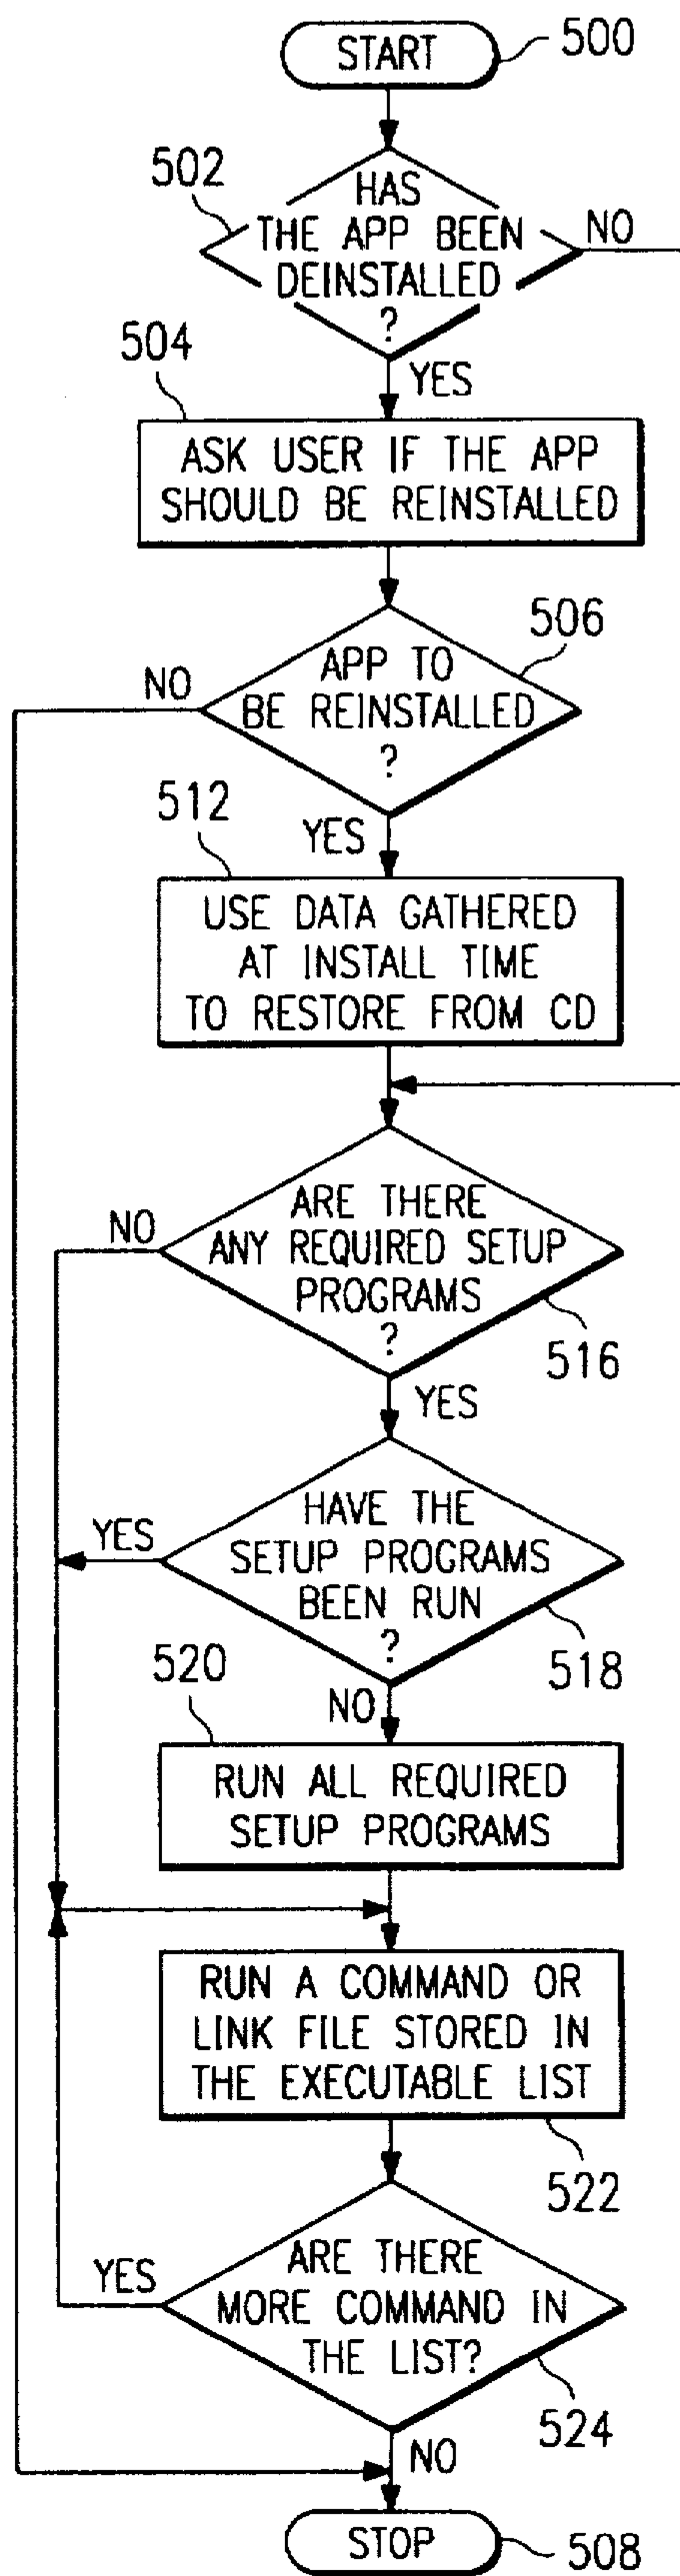 START
500
502
HAS
THE APP BEEN
DEINSTALLED
?
NO
YES
504
ASK USER IF THE APP
SHOULD BE REINSTALLED
506
APP TO
BE REINSTALLED
?
NO
YES
512
USE DATA GATHERED
AT INSTALL TIME
TO RESTORE FROM CD
ARE THERE
ANY REQUIRED SETUP
PROGRAMS
?
NO
516
YES
HAVE THE
SETUP PROGRAMS
BEEN RUN
?
YES
518
NO
520
RUN ALL REQUIRED
SETUP PROGRAMS
RUN A COMMAND OR
LINK FILE STORED IN
THE EXECUTABLE LIST
522
ARE THERE
MORE COMMAND IN
THE LIST?
YES
524
NO
STOP
508